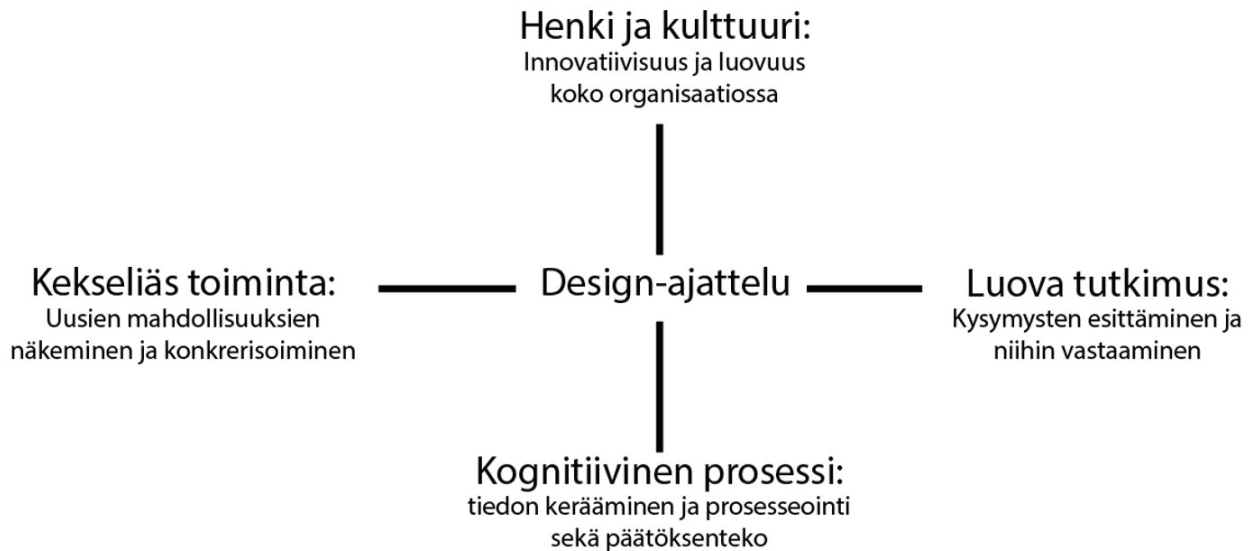 Henki ja kulttuuri:
Innovatiivisuus ja luovuus
koko organisaatiossa
Kekseliäs toiminta:
Uusien mahdollisuuksien
näkeminen ja konkrerisoiminen
Design-ajattelu
Luova tutkimus:
Kysymysten esittäminen ja
niihin vastaaminen
Kognitiivinen prosessi:
tiedon kerääminen ja prosesseointi
sekä päätöksenteko